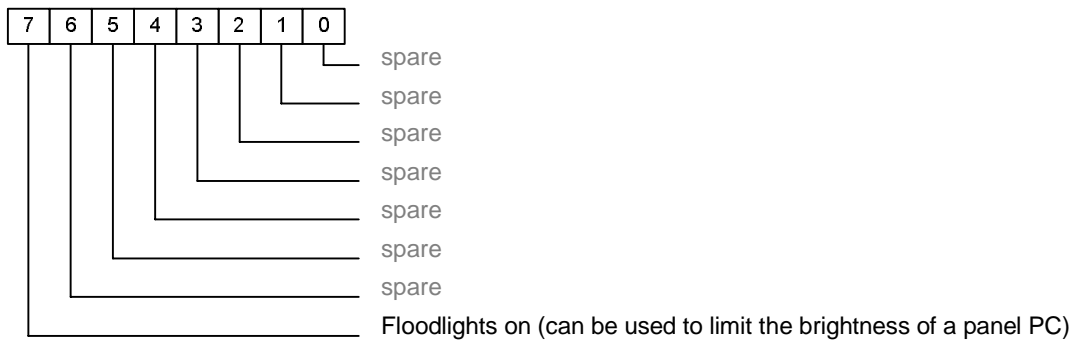 7 6 5 4 3 2 1 0
spare
spare
spare
spare
spare
spare
spare
Floodlights on (can be used to limit the brightness of a panel PC)